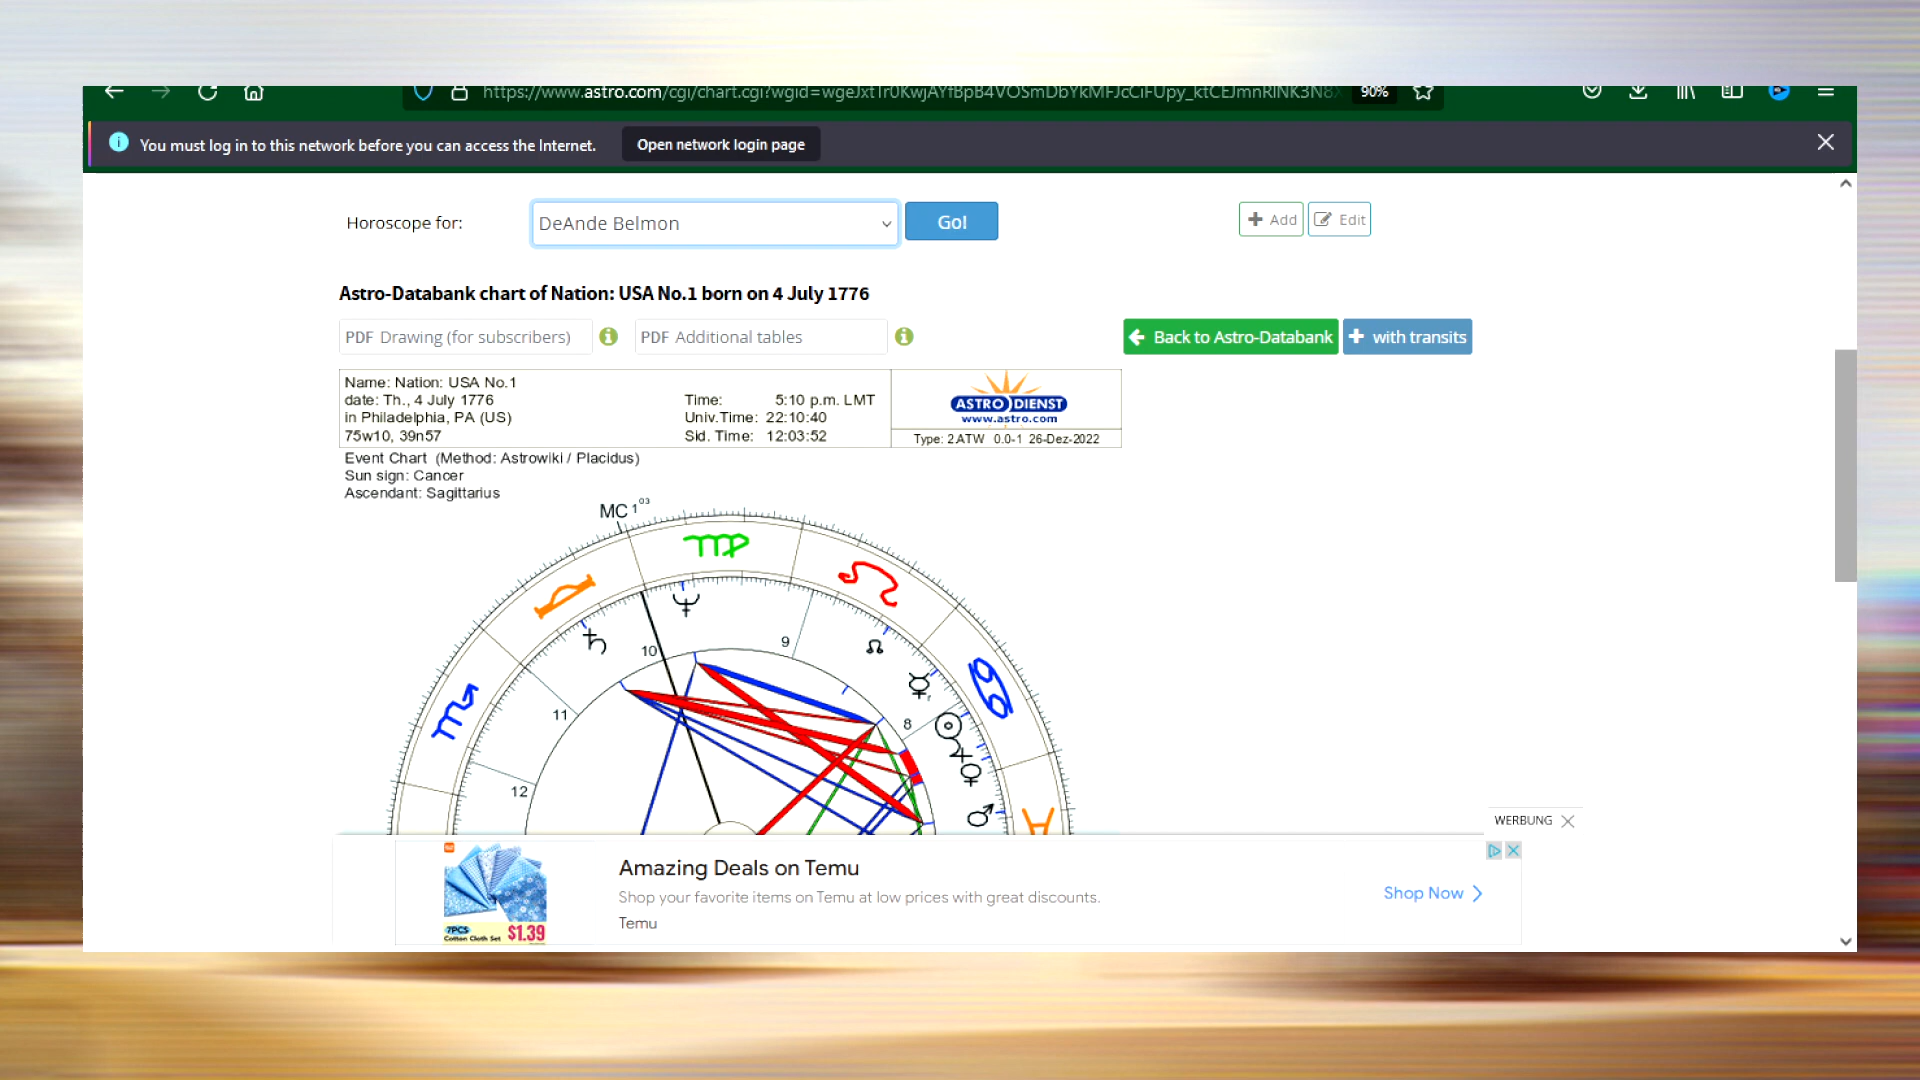 https://www.astro.com/cgi/chart.cgi?wgid=
90%
You must log in to this network before you can access the Internet.
Open network login page
Horoscope for:
DeAnde Belmon
Go!
Add
Edit
Astro-Databank chart of Nation: USA No.1 born on 4 July 1776
PDF Drawing (for subscribers)
PDF Additional tables
Back to Astro-Databank
with transits
Name: Nation: USA No.1
date: Th., 4 July 1776
in Philadelphia, PA (US)
75w10, 39n57
Time: 5:10 p.m. LMT
Univ.Time: 22:10:40
Sid. Time: 12:03:52
ASTRO DIENST
www.astro.com
Type: 2 ATW 0.0-1 26-Dez-2022
Event Chart (Method: Astrowiki / Placidus)
Sun sign: Cancer
Ascendant: Sagittarius
MC 1 03
10
9
11
8
12
WERBUNG
7PCS
Cotton Cloth Set
$1.39
Amazing Deals on Temu
Shop your favorite items on Temu at low prices with great discounts.
Temu
Shop Now